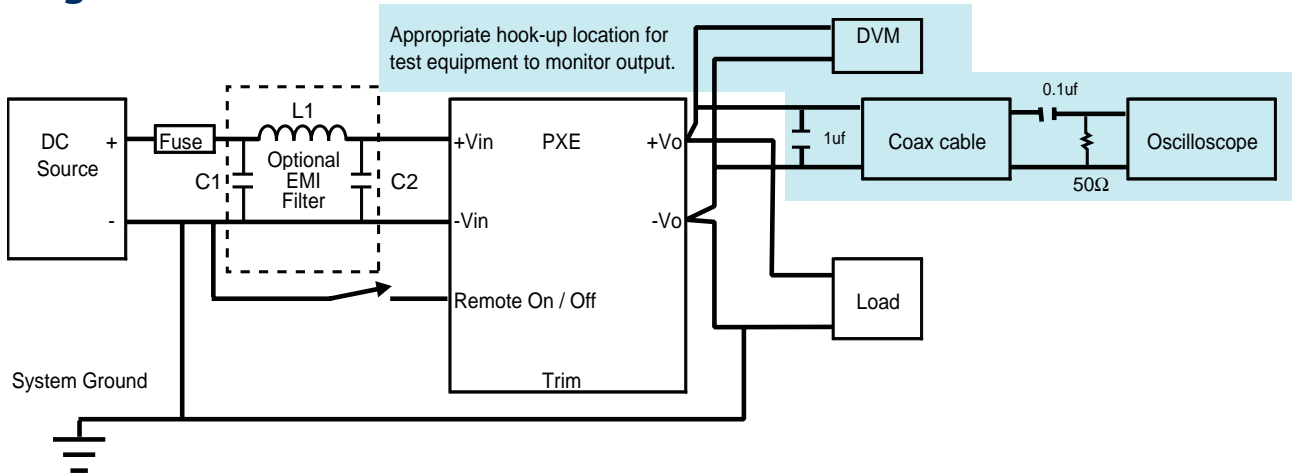 Appropriate hook-up location for
test equipment to monitor output.
DVM
DC
Source
+
-
Fuse
L1
Optional
EMI
Filter
C1
C2
+Vin
PXE
+Vo
-Vin
-Vo
Remote On / Off
Trim
1uf
Coax cable
0.1uf
50Ω
Oscilloscope
Load
System Ground